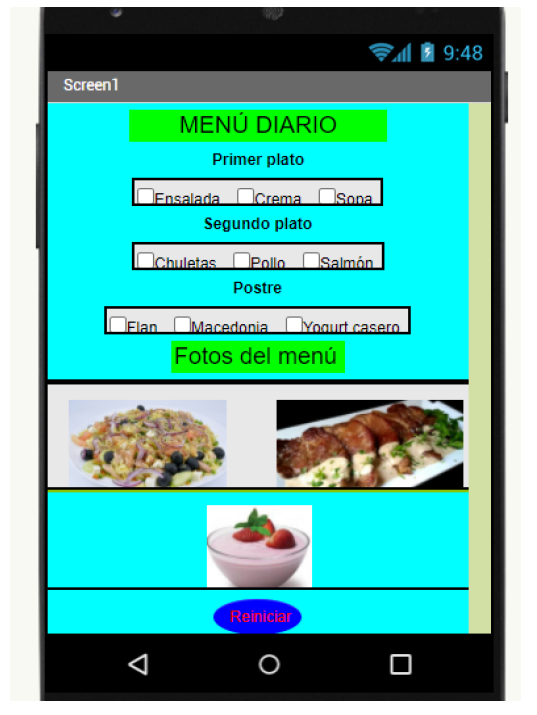 9:48
Screen1
MENÚ DIARIO
Primer plato
Ensalada Crema Sopa
Segundo plato
Chuletas Pollo Salmón
Postre
Flan Macedonia Yogurt casero
Fotos del menú
Reiniciar